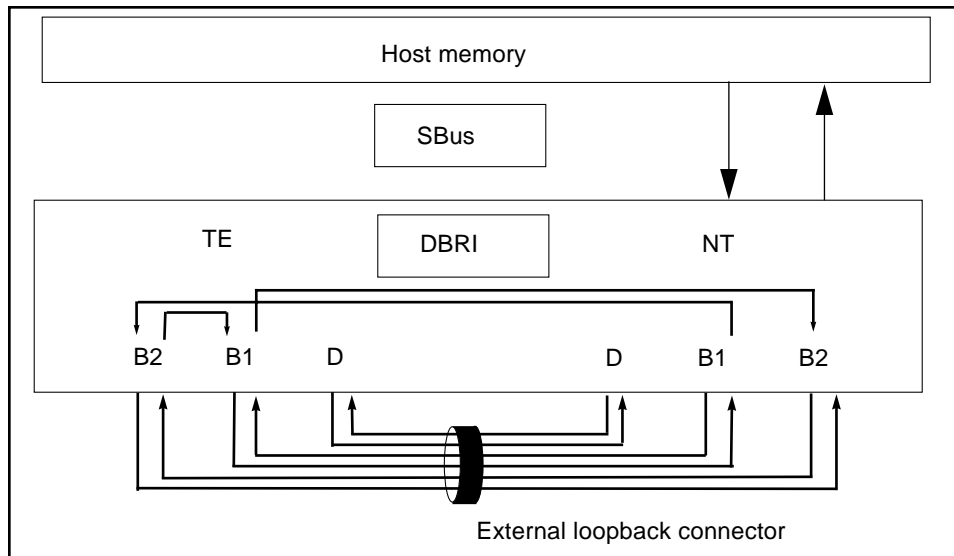 Host memory
SBus
TE
DBRI
NT
B2 B1 D D B1 B2
External loopback connector